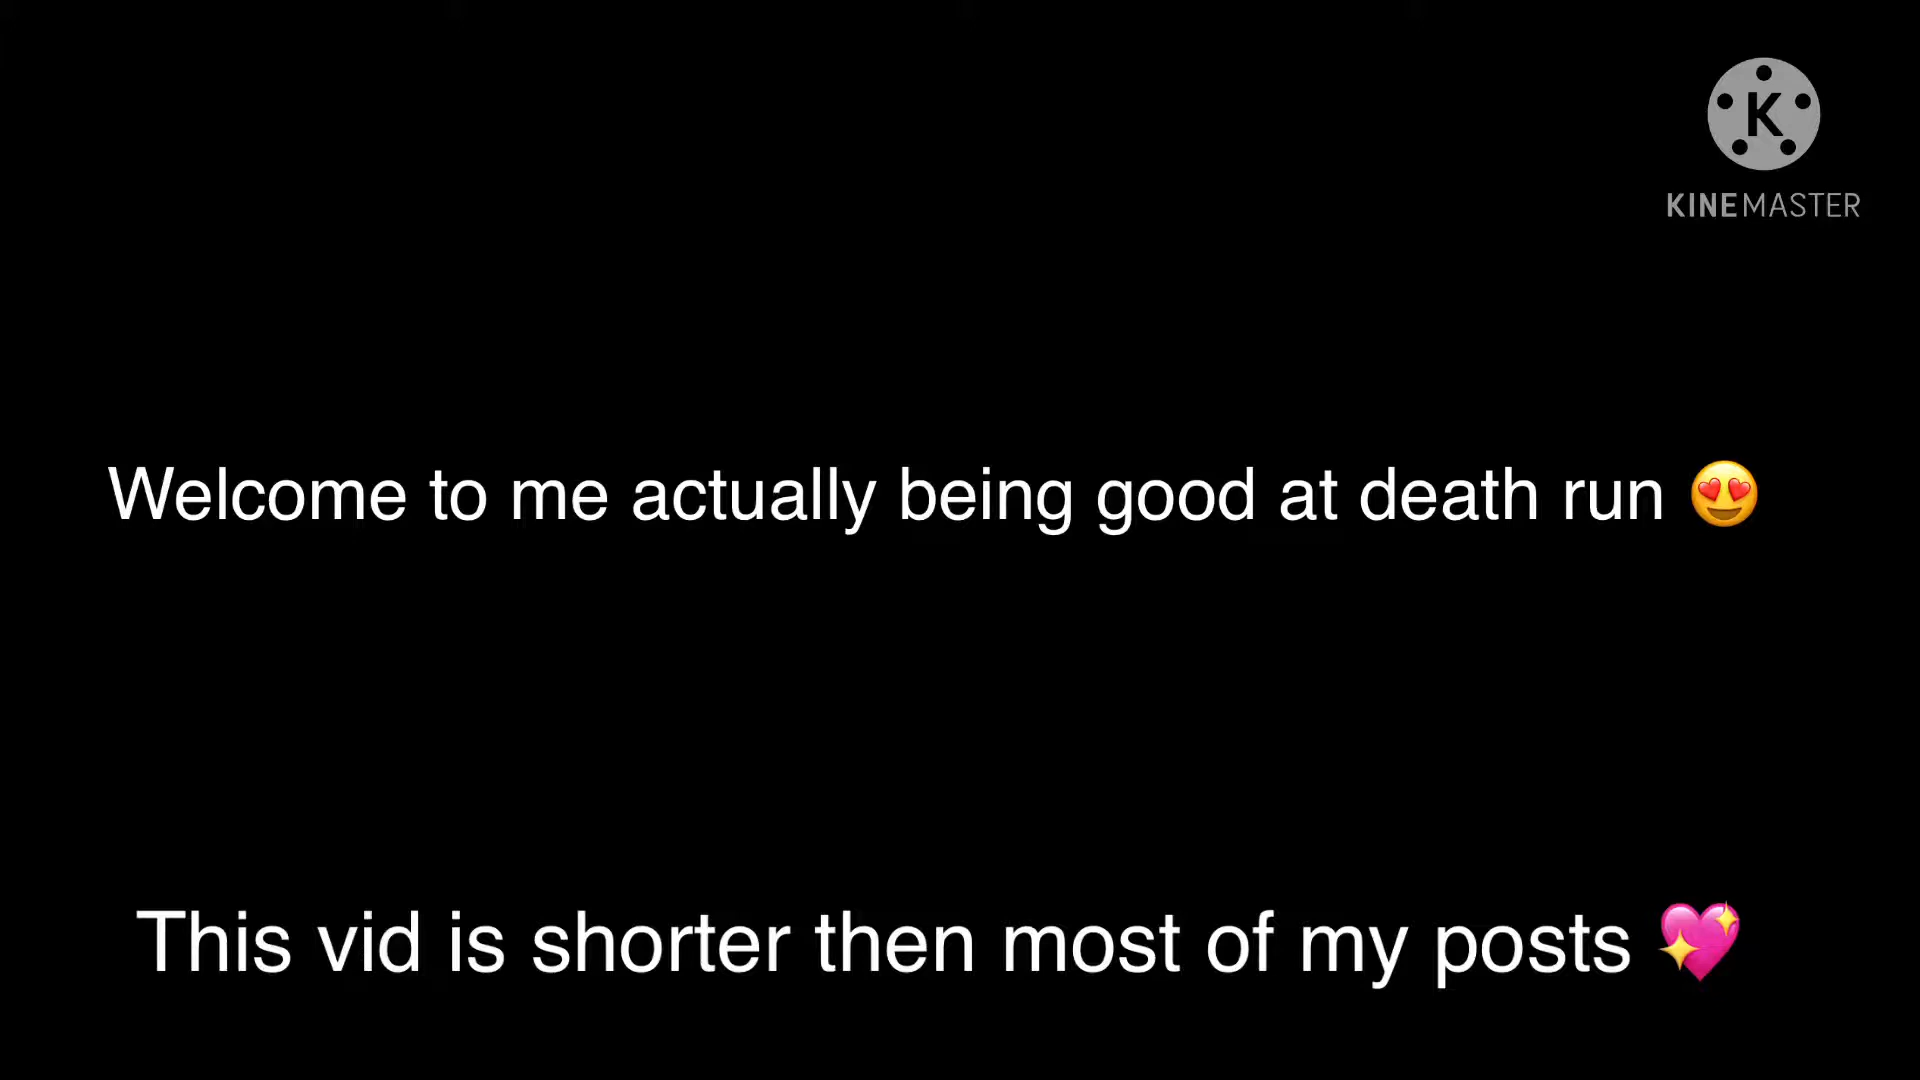 K
KINEMASTER
Welcome to me actually being good at death run 😍
This vid is shorter then most of my posts 💖